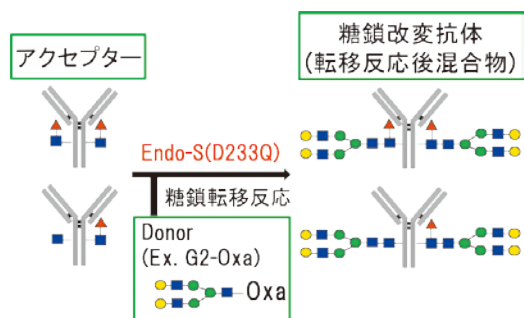 アクセプター
糖鎖改変抗体
(転移反応後混合物)
Endo-S(D233Q)
糖鎖転移反応
Donor
(Ex. G2-Oxa)
Oxa